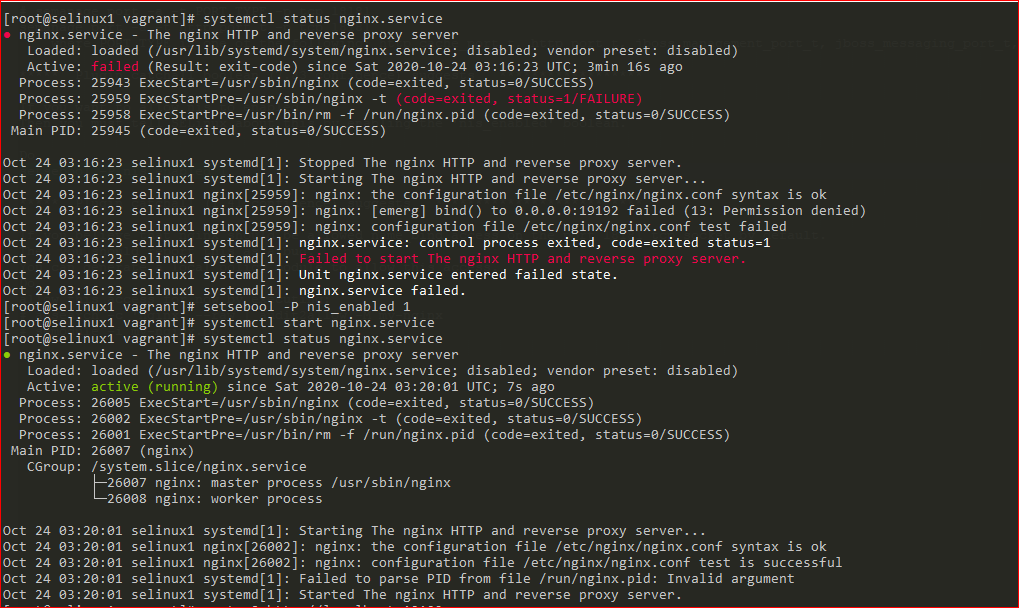 [root@selinux1 vagrant]# systemctl status nginx.service
● nginx.service - The nginx HTTP and reverse proxy server
   Loaded: loaded (/usr/lib/systemd/system/nginx.service; disabled; vendor preset: disabled)
   Active: failed (Result: exit-code) since Sat 2020-10-24 03:16:23 UTC; 3min 16s ago
  Process: 25943 ExecStart=/usr/sbin/nginx (code=exited, status=0/SUCCESS)
  Process: 25959 ExecStartPre=/usr/sbin/nginx -t (code=exited, status=1/FAILURE)
  Process: 25958 ExecStartPre=/usr/bin/rm -f /run/nginx.pid (code=exited, status=0/SUCCESS)
 Main PID: 25945 (code=exited, status=0/SUCCESS)
Oct 24 03:16:23 selinux1 systemd[1]: Stopped The nginx HTTP and reverse proxy server.
Oct 24 03:16:23 selinux1 systemd[1]: Starting The nginx HTTP and reverse proxy server...
Oct 24 03:16:23 selinux1 nginx[25959]: nginx: the configuration file /etc/nginx/nginx.conf syntax is ok
Oct 24 03:16:23 selinux1 nginx[25959]: nginx: [emerg] bind() to 0.0.0.0:19192 failed (13: Permission denied)
Oct 24 03:16:23 selinux1 nginx[25959]: nginx: configuration file /etc/nginx/nginx.conf test failed
Oct 24 03:16:23 selinux1 systemd[1]: nginx.service: control process exited, code=exited status=1
Oct 24 03:16:23 selinux1 systemd[1]: Failed to start The nginx HTTP and reverse proxy server.
Oct 24 03:16:23 selinux1 systemd[1]: Unit nginx.service entered failed state.
Oct 24 03:16:23 selinux1 systemd[1]: nginx.service failed.
[root@selinux1 vagrant]# setsebool -P nis_enabled 1
[root@selinux1 vagrant]# systemctl start nginx.service
[root@selinux1 vagrant]# systemctl status nginx.service
● nginx.service - The nginx HTTP and reverse proxy server
   Loaded: loaded (/usr/lib/systemd/system/nginx.service; disabled; vendor preset: disabled)
   Active: active (running) since Sat 2020-10-24 03:20:01 UTC; 7s ago
  Process: 26005 ExecStart=/usr/sbin/nginx (code=exited, status=0/SUCCESS)
  Process: 26002 ExecStartPre=/usr/sbin/nginx -t (code=exited, status=0/SUCCESS)
  Process: 26001 ExecStartPre=/usr/bin/rm -f /run/nginx.pid (code=exited, status=0/SUCCESS)
 Main PID: 26007 (nginx)
   CGroup: /system.slice/nginx.service
           ├─26007 nginx: master process /usr/sbin/nginx
           └─26008 nginx: worker process
Oct 24 03:20:01 selinux1 systemd[1]: Starting The nginx HTTP and reverse proxy server...
Oct 24 03:20:01 selinux1 nginx[26002]: nginx: the configuration file /etc/nginx/nginx.conf syntax is ok
Oct 24 03:20:01 selinux1 nginx[26002]: nginx: configuration file /etc/nginx/nginx.conf test is successful
Oct 24 03:20:01 selinux1 systemd[1]: Failed to parse PID from file /run/nginx.pid: Invalid argument
Oct 24 03:20:01 selinux1 systemd[1]: Started The nginx HTTP and reverse proxy server.